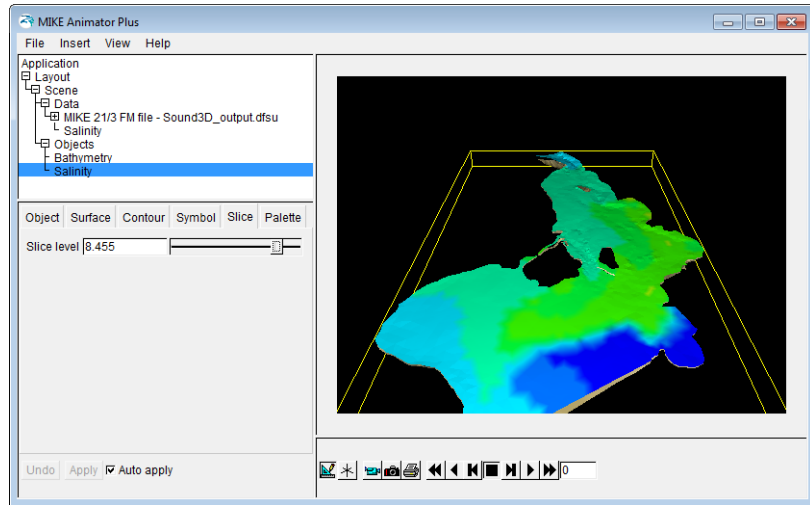 MIKE Animator Plus
File Insert View Help
Application
Layout
Scene
Data
MIKE 21/3 FM file - Sound3D_output.dfsu
Salinity
Objects
Bathymetry
Salinity
Object Surface Contour Symbol Slice Palette
Slice level 8.455
Undo Apply Auto apply
0